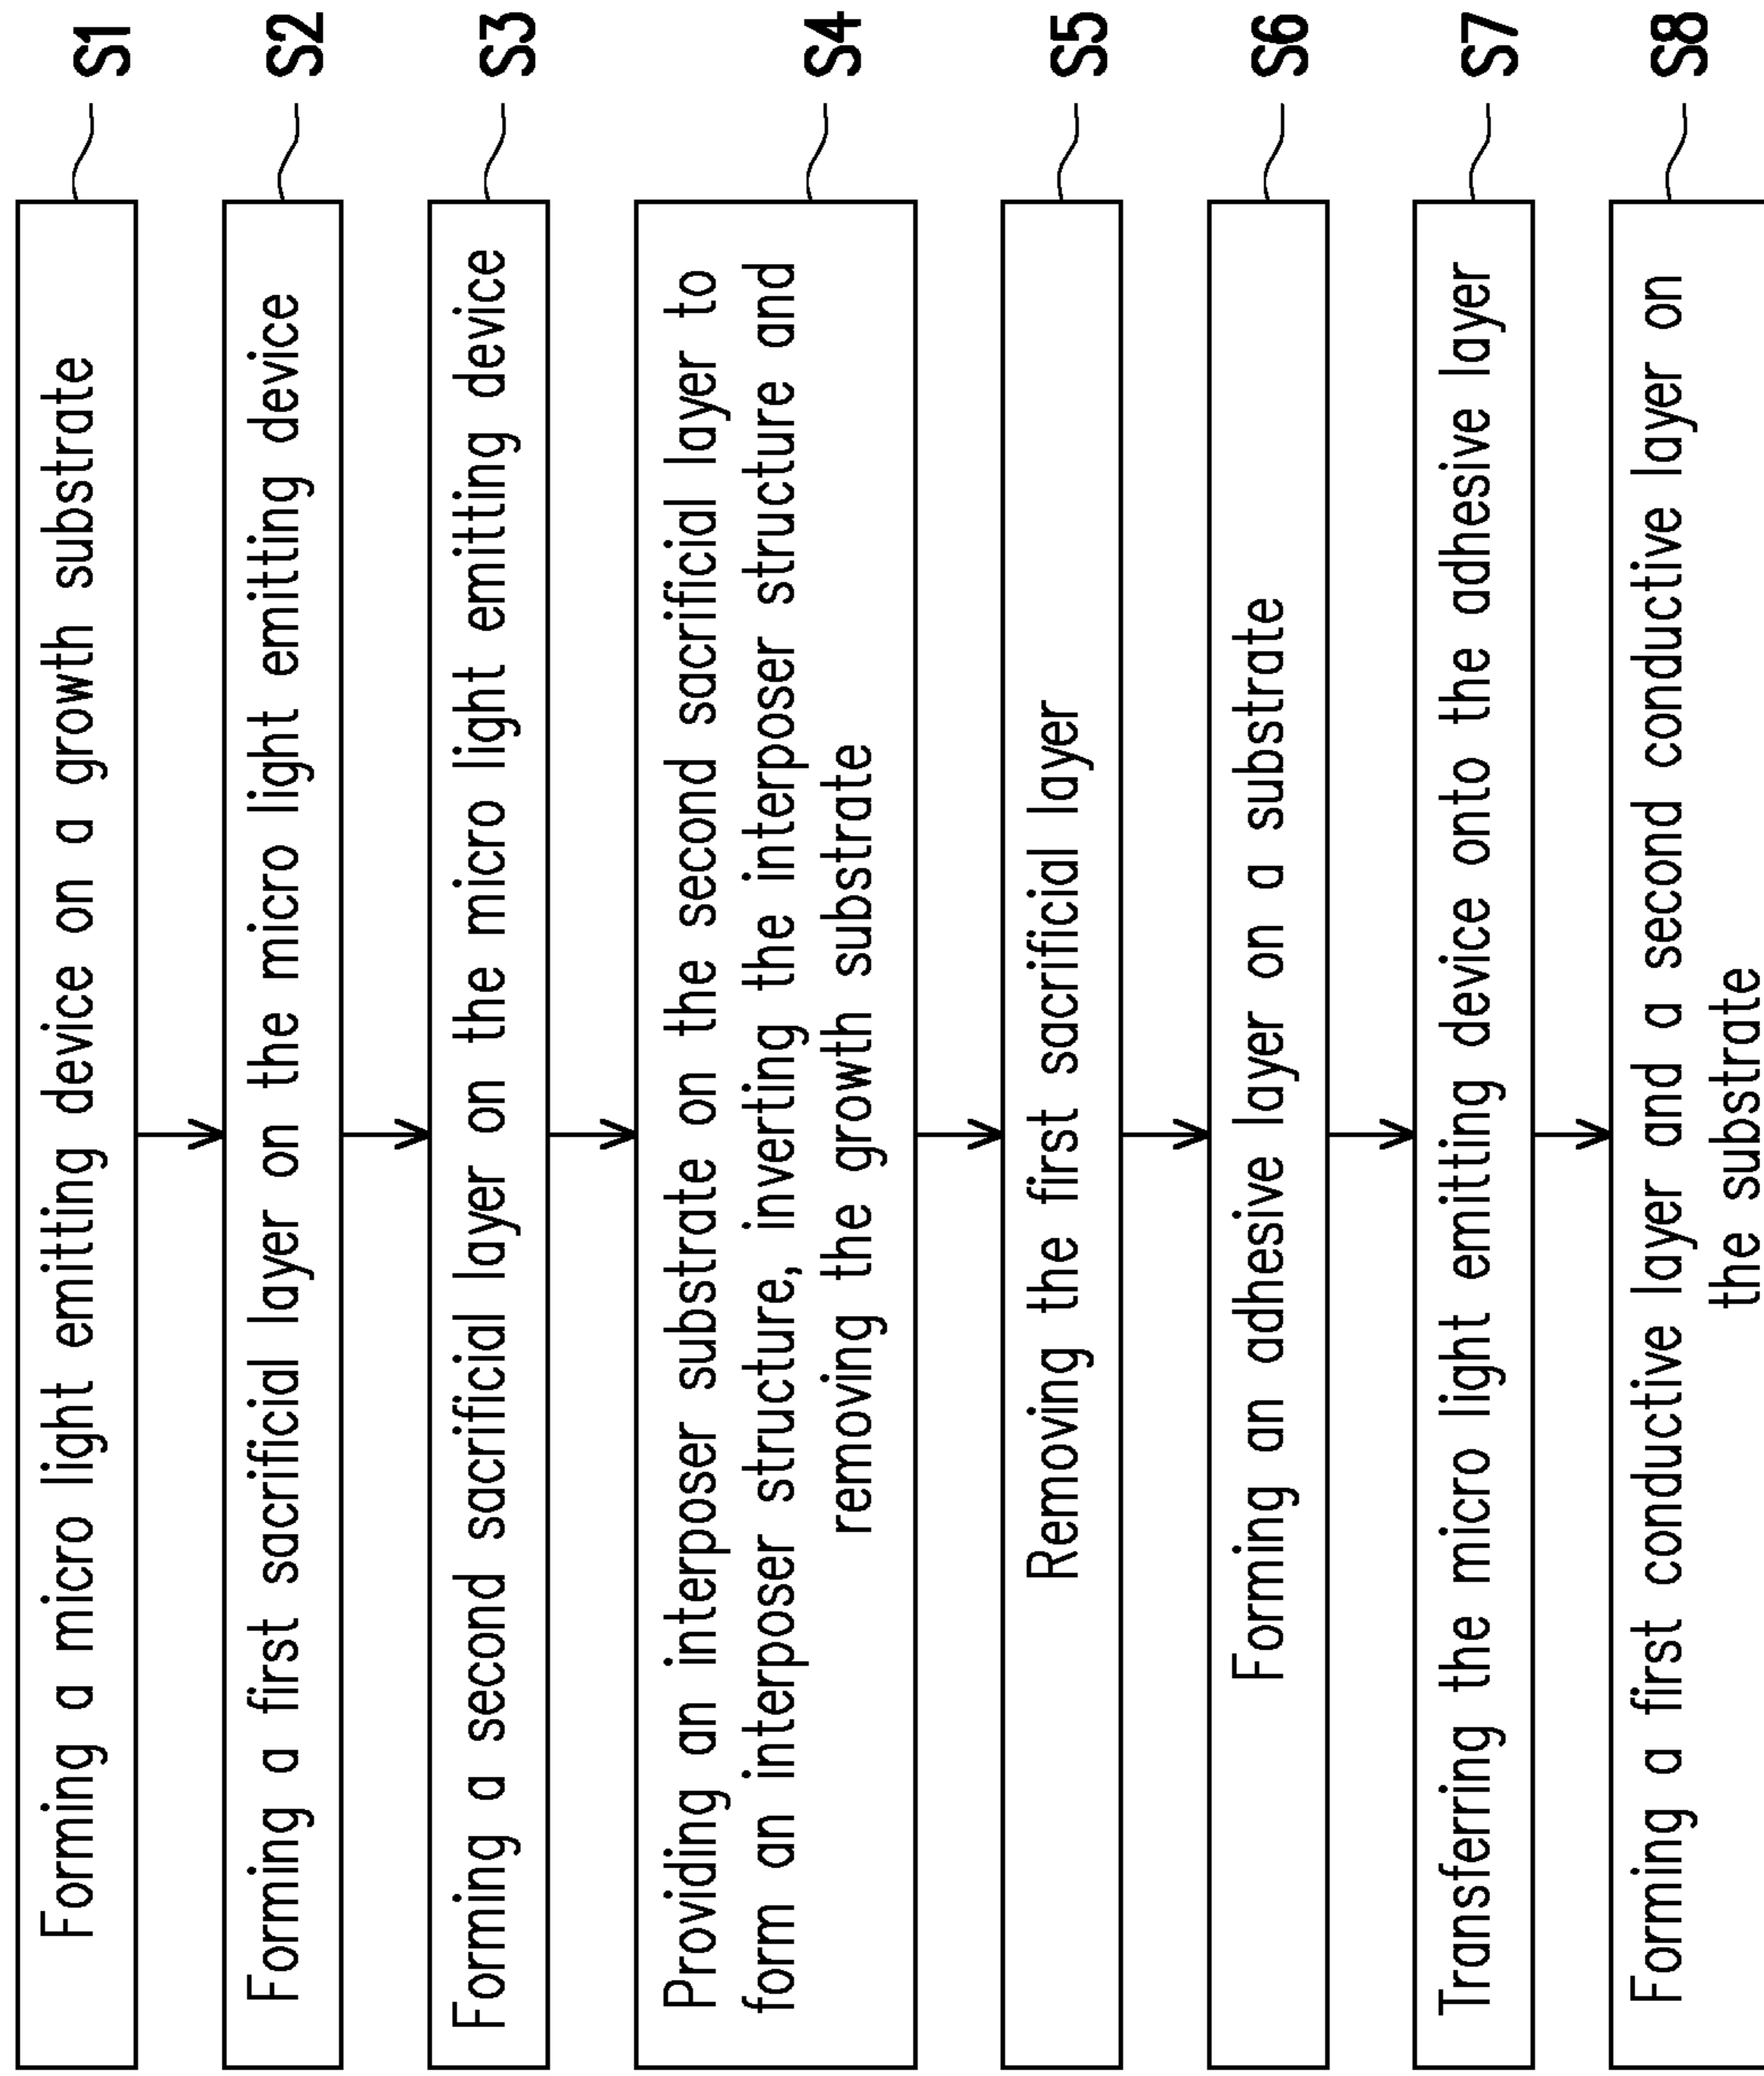 Forming a micro light emitting device on a growth substrate
S1
Forming a first sacrificial layer on the micro light emitting device
S2
Forming a second sacrificial layer on the micro light emitting device
S3
Providing an interposer substrate on the second sacrificial layer to
form an interposer structure, inverting the interposer structure and
removing the growth substrate
S4
Removing the first sacrificial layer
S5
Forming an adhesive layer on a substrate
S6
Transferring the micro light emitting device onto the adhesive layer
S7
Forming a first conductive layer and a second conductive layer on
the substrate
S8